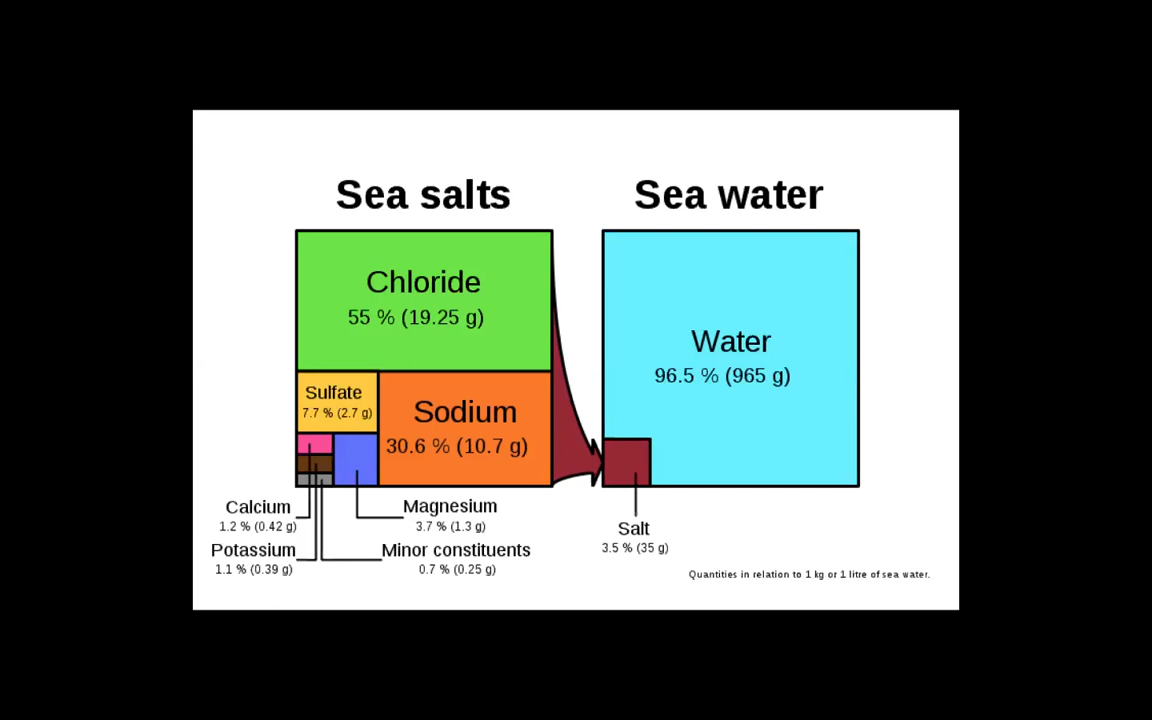 Sea salts
Sea water
Chloride
55 % (19.25 g)
Sulfate
7.7 % (2.7 g)
Sodium
30.6 % (10.7 g)
Water
96.5 % (965 g)
Calcium
1.2 % (0.42 g)
Magnesium
3.7 % (1.3 g)
Potassium
1.1 % (0.39 g)
Minor constituents
0.7 % (0.25 g)
Salt
3.5 % (35 g)
Quantities in relation to 1 kg or 1 litre of sea water.